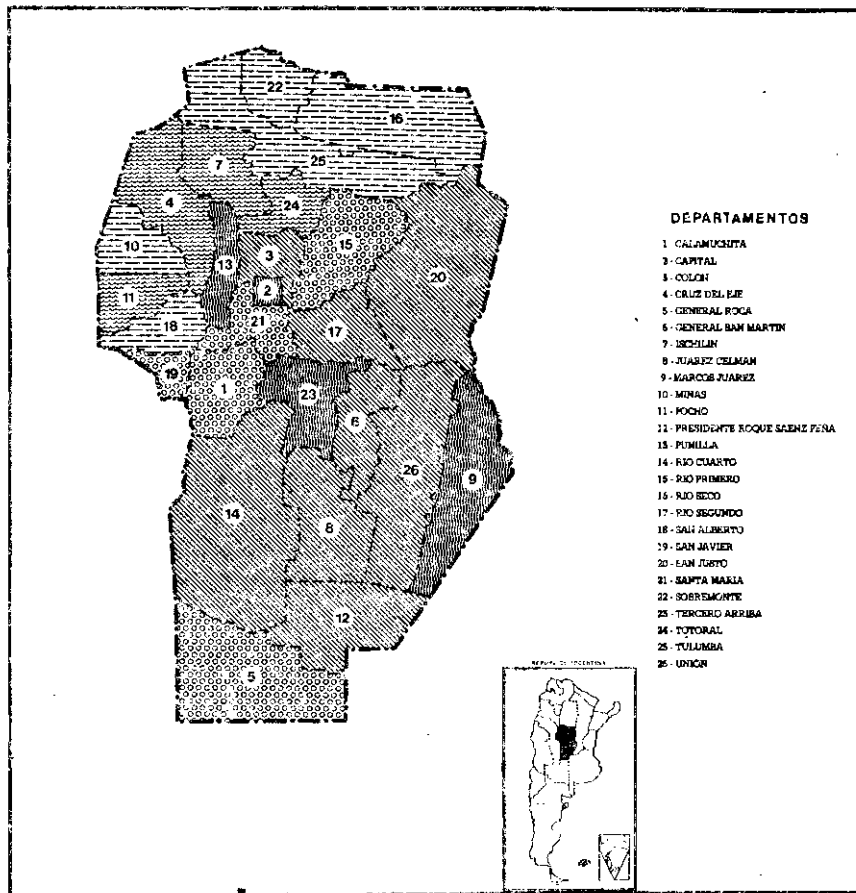 22
16
7
25
4
24
15
10
3
13
20
2
11
21
18
17
19
1
23
6
26
9
14
8
12
5
DEPARTAMENTOS
1 - CALAMUCHITA
2 - CAPITAL
3 - COLON
4 - CRUZ DEL EJE
5 - GENERAL ROCA
6 - GENERAL SAN MARTIN
7 - ISCHILIN
8 - JUAREZ CELMAN
9 - MARCOS JUAREZ
10 - MINAS
11 - POCHO
12 - PRESIDENTE ROQUE SAENZ PEÑA
13 - PUNILLA
14 - RIO CUARTO
15 - RIO PRIMERO
16 - RIO SECO
17 - RIO SEGUNDO
18 - SAN ALBERTO
19 - SAN JAVIER
20 - SAN JUSTO
21 - SANTA MARIA
22 - SOBREMONTE
23 - TERCERO ARRIBA
24 - TOTORAL
25 - TULUMBA
26 - UNIÓN